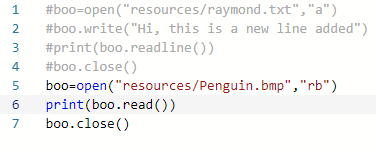 1 #boo=open("resources/raymond.txt","a")
2 #boo.write("Hi, this is a new line added")
3 #print(boo.readline())
4 #boo.close()
5 boo=open("resources/Penguin.bmp","rb")
6 print(boo.read())
7 boo.close()